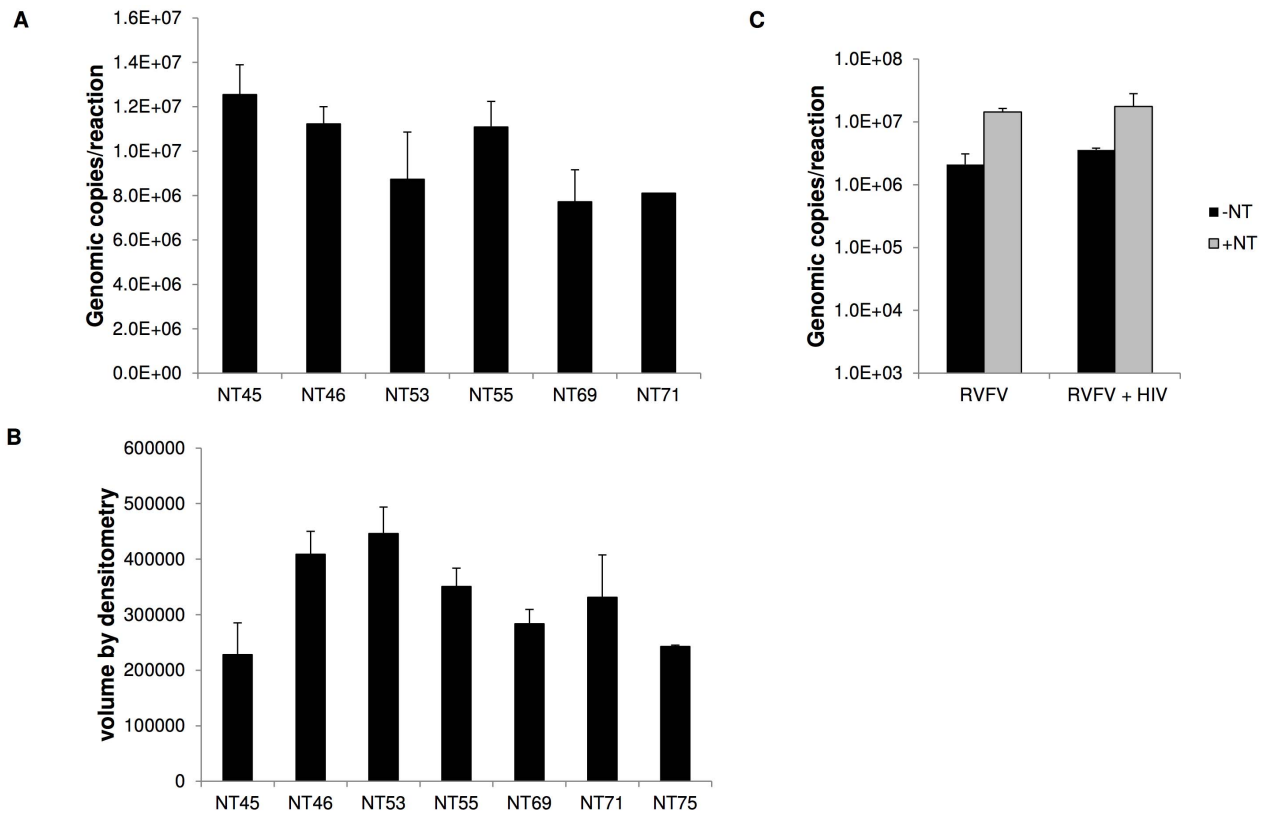 A
Genomic copies/reaction
1.6E+07
1.4E+07
1.2E+07
1.0E+07
8.0E+06
6.0E+06
4.0E+06
2.0E+06
0.0E+00
NT45 NT46 NT53 NT55 NT69 NT71
C
Genomic copies/reaction
1.0E+08
1.0E+07
1.0E+06
1.0E+05
1.0E+04
1.0E+03
RVFV RVFV + HIV
-NT
+NT
B
volume by densitometry
600000
500000
400000
300000
200000
100000
0
NT45 NT46 NT53 NT55 NT69 NT71 NT75